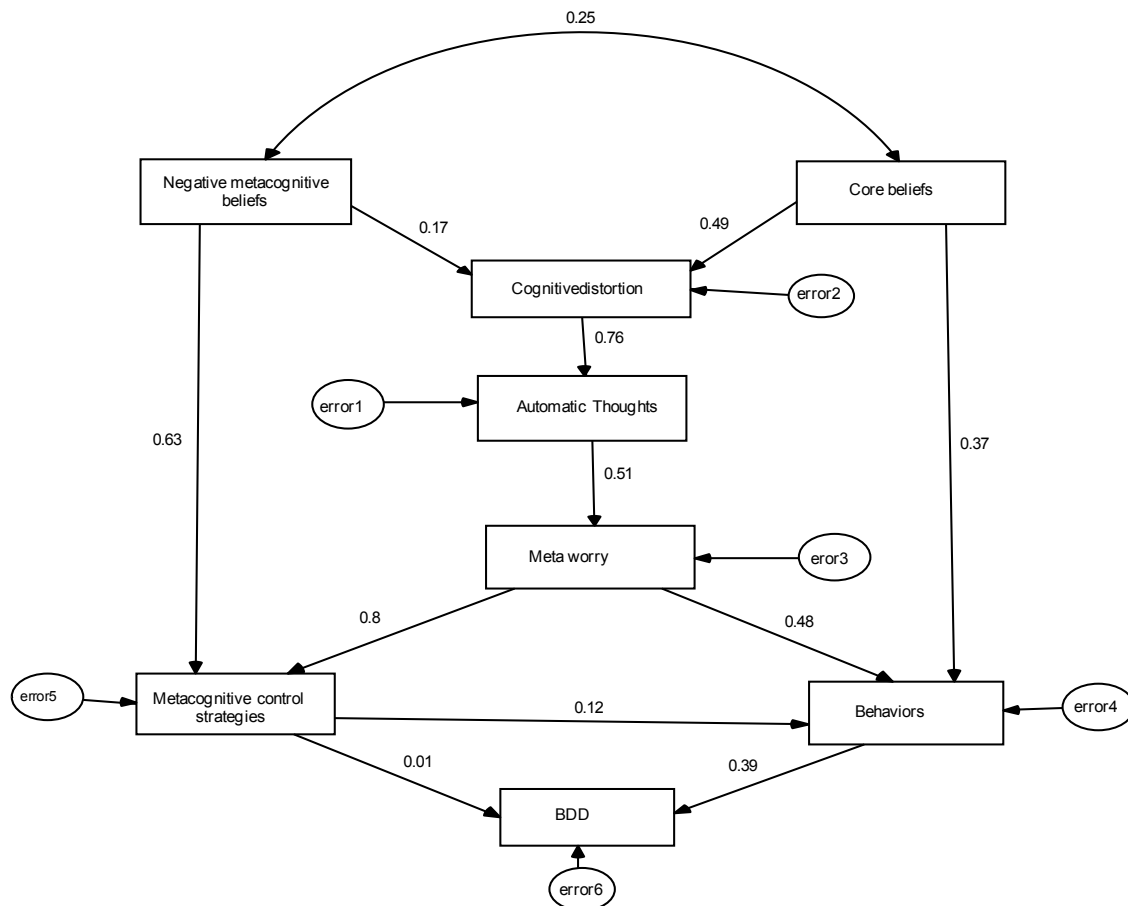 0.25
Negative metacognitive
beliefs
Core beliefs
0.17
0.49
Cognitivedistortion
error2
0.76
error1
Automatic Thoughts
0.63
0.37
0.51
Meta worry
eror3
0.8
0.48
error5
Metacognitive control
strategies
0.12
Behaviors
error4
0.01
0.39
BDD
error6